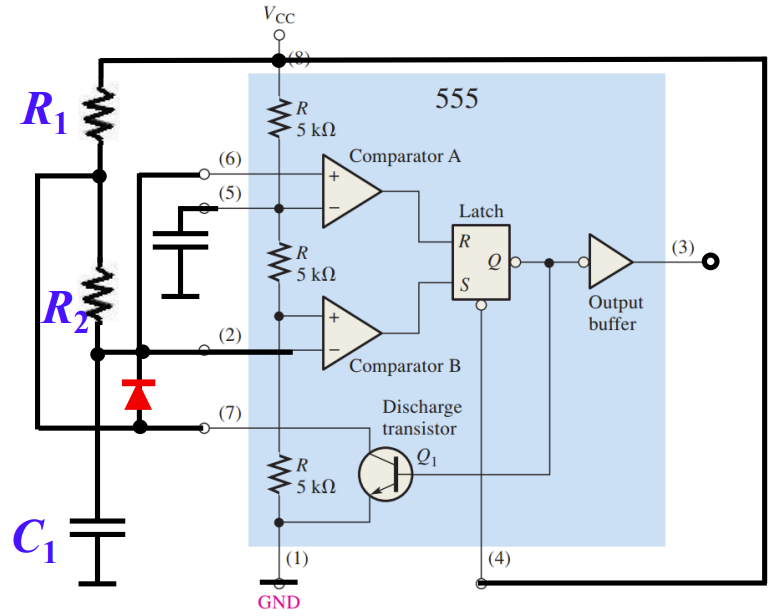 VCC
(8)
555
R1
R
5 kΩ
(6)
Comparator A
+
(5)
−
Latch
R
Q
S
(3)
R
5 kΩ
R2
+
Output
buffer
(2)
−
Comparator B
(7)
Discharge
transistor
Q1
R
5 kΩ
C1
(1)
(4)
GND